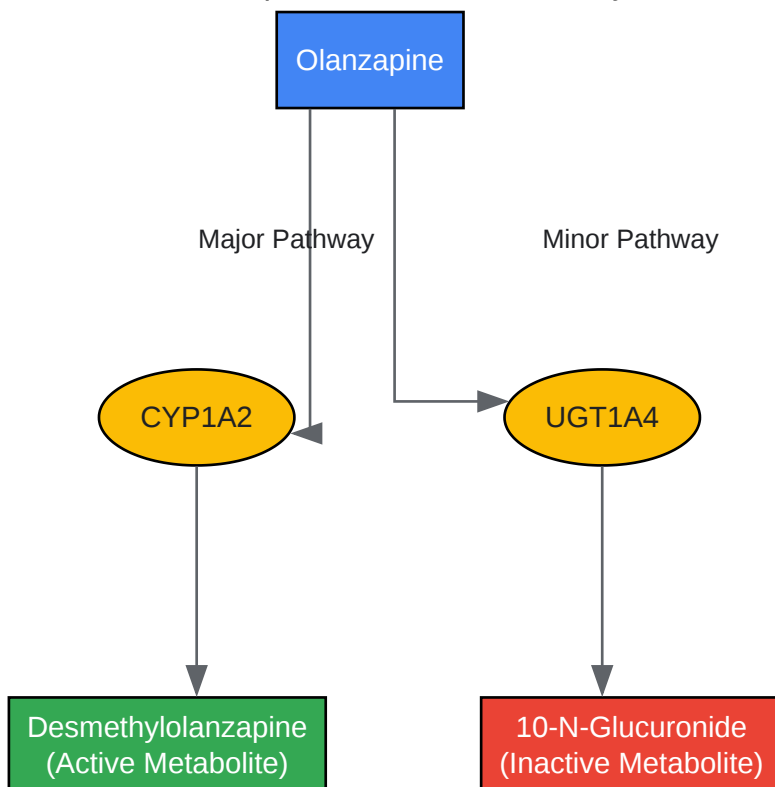 Olanzapine
Major Pathway
Minor Pathway
CYP1A2
UGT1A4
Desmethylolanzapine
(Active Metabolite)
10-N-Glucuronide
(Inactive Metabolite)